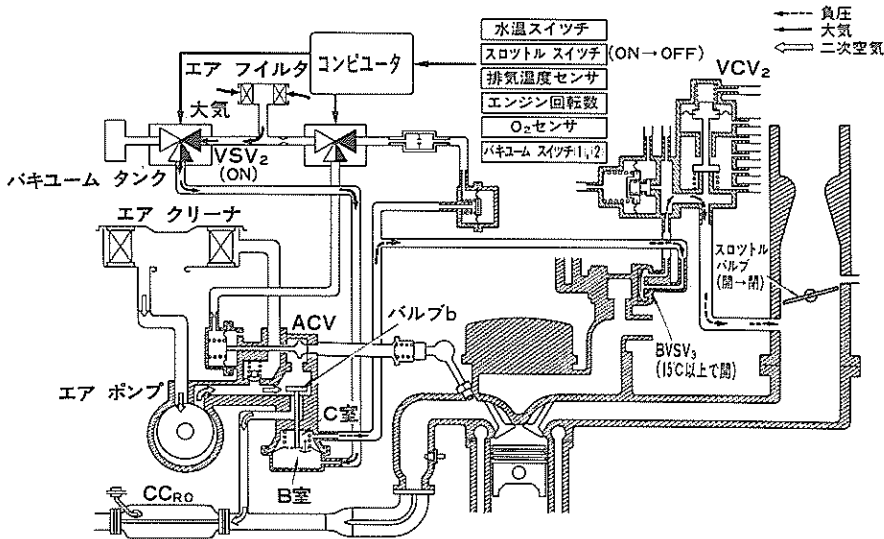 負圧
大気
二次空気
水温スイッチ
スロットル スイッチ(ON→OFF)
排気温度センサ
エンジン回転数
O₂センサ
バキユーム スイッチ(1,2)
コンピュータ
エア フイルタ
大気
VCV₂
VSV₂
(ON)
バキユーム タンク
エア クリーナ
スロットル
バルブ
(開→閉)
ACV
バルブb
BVSV₃
(15℃以上で開)
エア ポンプ
C室
B室
CCRO